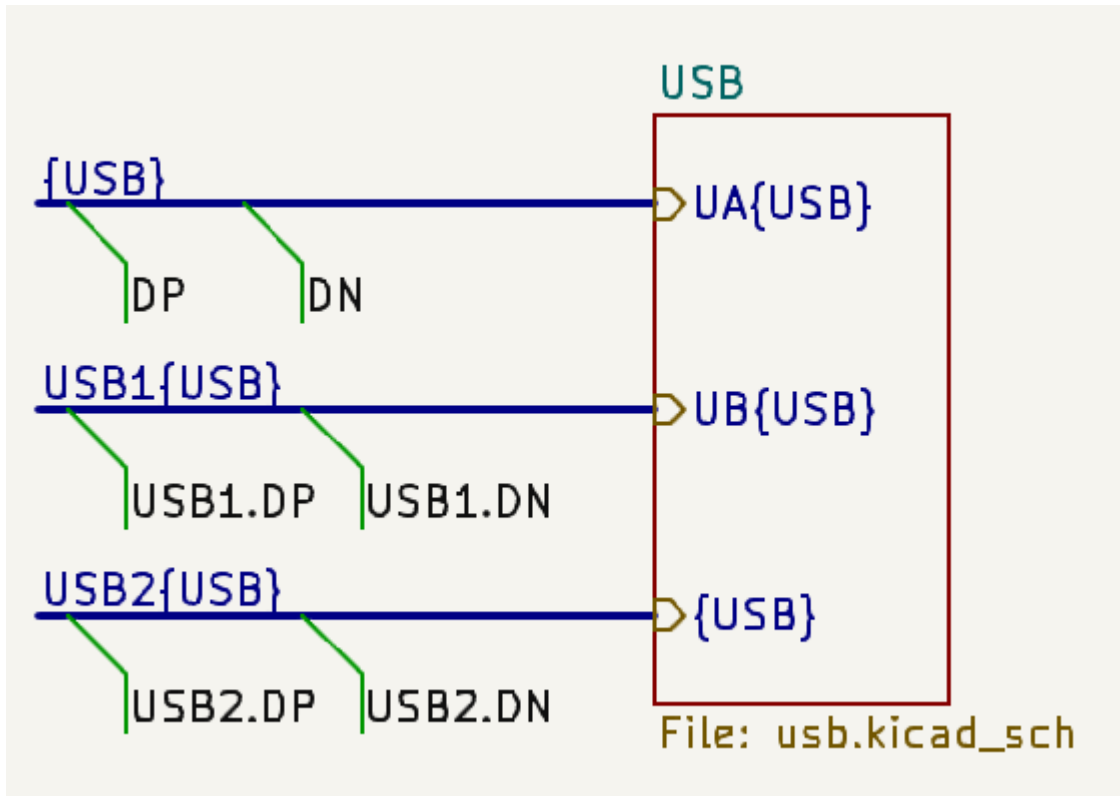 USB
{USB}
UA{USB}
DP
DN
USB1{USB}
UB{USB}
USB1.DP
USB1.DN
USB2{USB}
{USB}
USB2.DP
USB2.DN
File: usb.kicad_sch